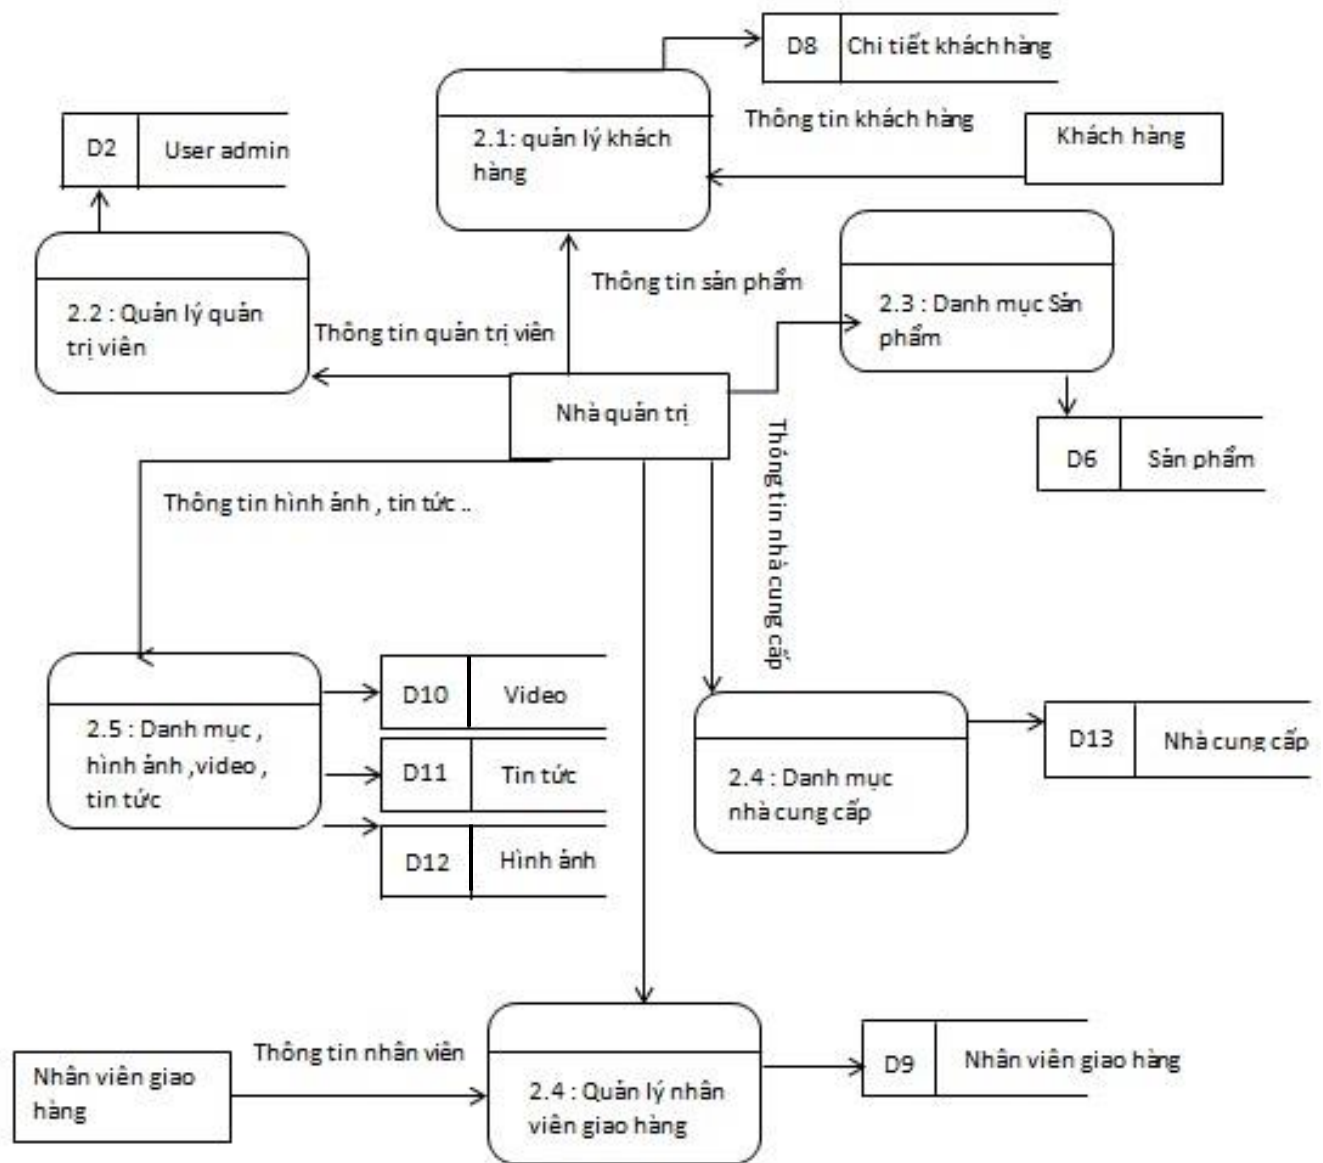 D8 Chi tiết khách hàng
Thông tin khách hàng
Khách hàng
2.1: quản lý khách
hàng
D2 User admin
2.2 : Quản lý quản
trị viên
Thông tin quản trị viên
Thông tin sản phẩm
2.3 : Danh mục Sản
phẩm
Nhà quản trị
D6 Sản phẩm
Thông tin hình ảnh , tin tức ..
Thông tin nhà cung cấp
2.5 : Danh mục ,
hình ảnh ,video ,
tin tức
D10 Video
D11 Tin tức
D12 Hình ảnh
2.4 : Danh mục
nhà cung cấp
D13 Nhà cung cấp
Nhân viên giao
hàng
Thông tin nhân viên
2.4 : Quản lý nhân
viên giao hàng
D9 Nhân viên giao hàng